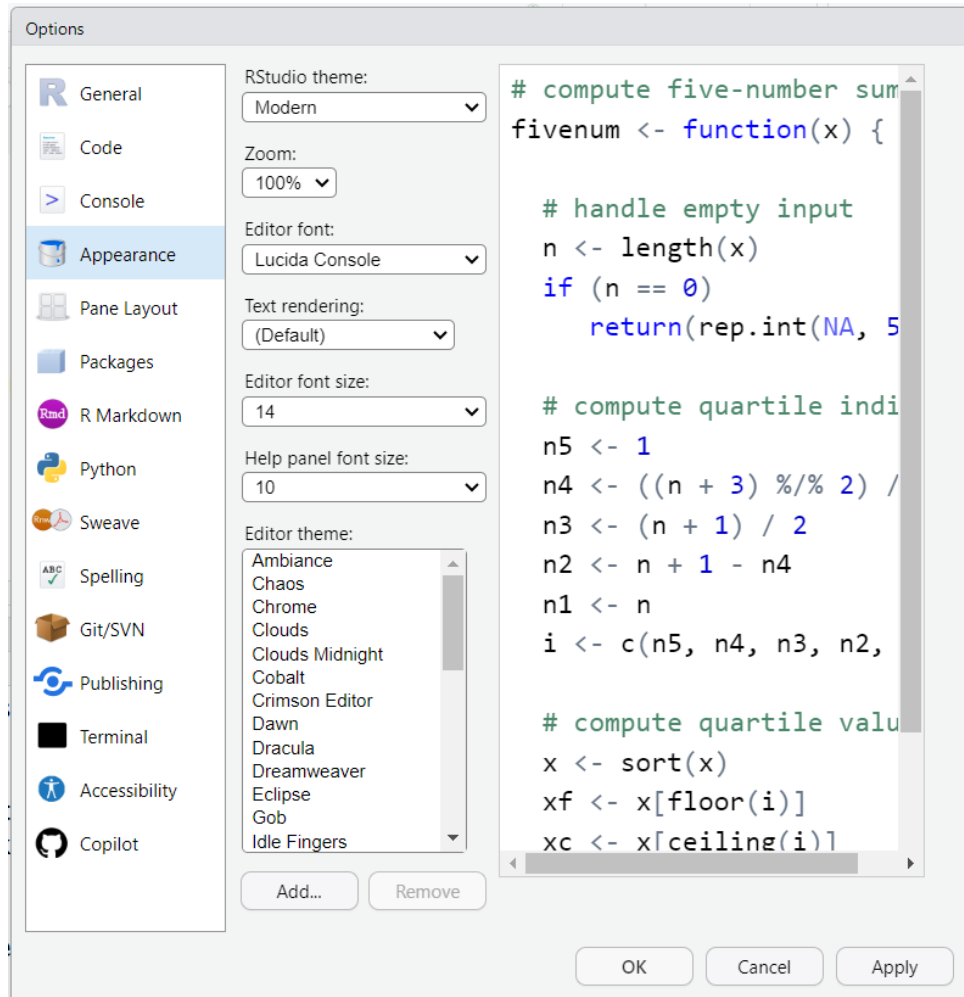 Options
General
Code
Console
Appearance
Pane Layout
Packages
Rmd
R Markdown
Python
Rnw
Sweave
ABC
Spelling
Git/SVN
Publishing
Terminal
Accessibility
Copilot
RStudio theme:
Modern
Zoom:
100%
Editor font:
Lucida Console
Text rendering:
(Default)
Editor font size:
14
Help panel font size:
10
Editor theme:
Ambiance
Chaos
Chrome
Clouds
Clouds Midnight
Cobalt
Crimson Editor
Dawn
Dracula
Dreamweaver
Eclipse
Gob
Idle Fingers
Add...
Remove
# compute five-number sum
fivenum <- function(x) {
# handle empty input
n <- length(x)
if (n == 0)
return(rep.int(NA, 5
# compute quartile indi
n5 <- 1
n4 <- ((n + 3) %/% 2) /
n3 <- (n + 1) / 2
n2 <- n + 1 - n4
n1 <- n
i <- c(n5, n4, n3, n2,
# compute quartile valu
x <- sort(x)
xf <- x[floor(i)]
xc <- x[ceiling(i)]
OK
Cancel
Apply